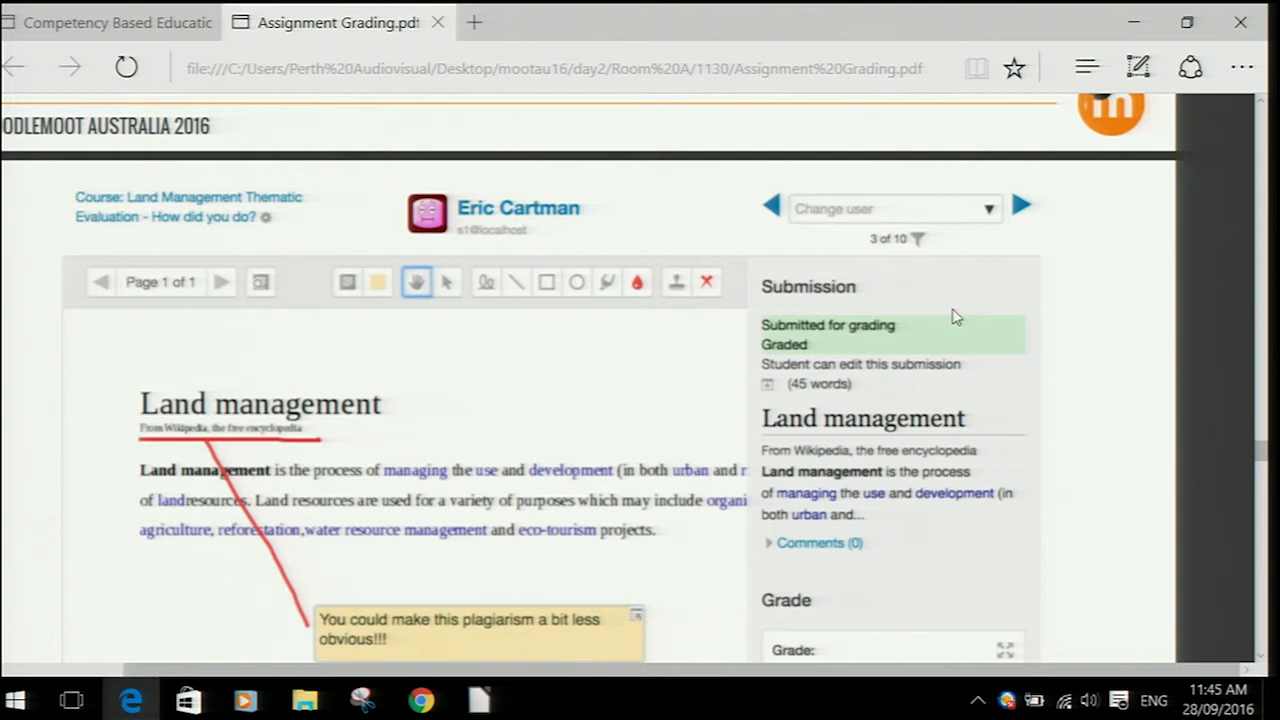 Competency Based Educatic
Assignment Grading.pdf
file:///C:/Users/Perth%20Audiovisual/Desktop/mootau16/day2/Room%20A/1130/Assignment%20Grading.pdf
ODLEMOOT AUSTRALIA 2016
m
Course: Land Management Thematic
Evaluation - How did you do?
Eric Cartman
s1@localhost
Change user
3 of 10
Page 1 of 1
Land management
From Wikipedia, the free encyclopedia
Land management is the process of managing the use and development (in both urban and r
of landresources. Land resources are used for a variety of purposes which may include organi
agriculture, reforestation,water resource management and eco-tourism projects.
You could make this plagiarism a bit less
obvious!!!
Submission
Submitted for grading
Graded
Student can edit this submission
(45 words)
Land management
From Wikipedia, the free encyclopedia
Land management is the process
of managing the use and development (in
both urban and...
Comments (0)
Grade
Grade:
ENG
11:45 AM
28/09/2016